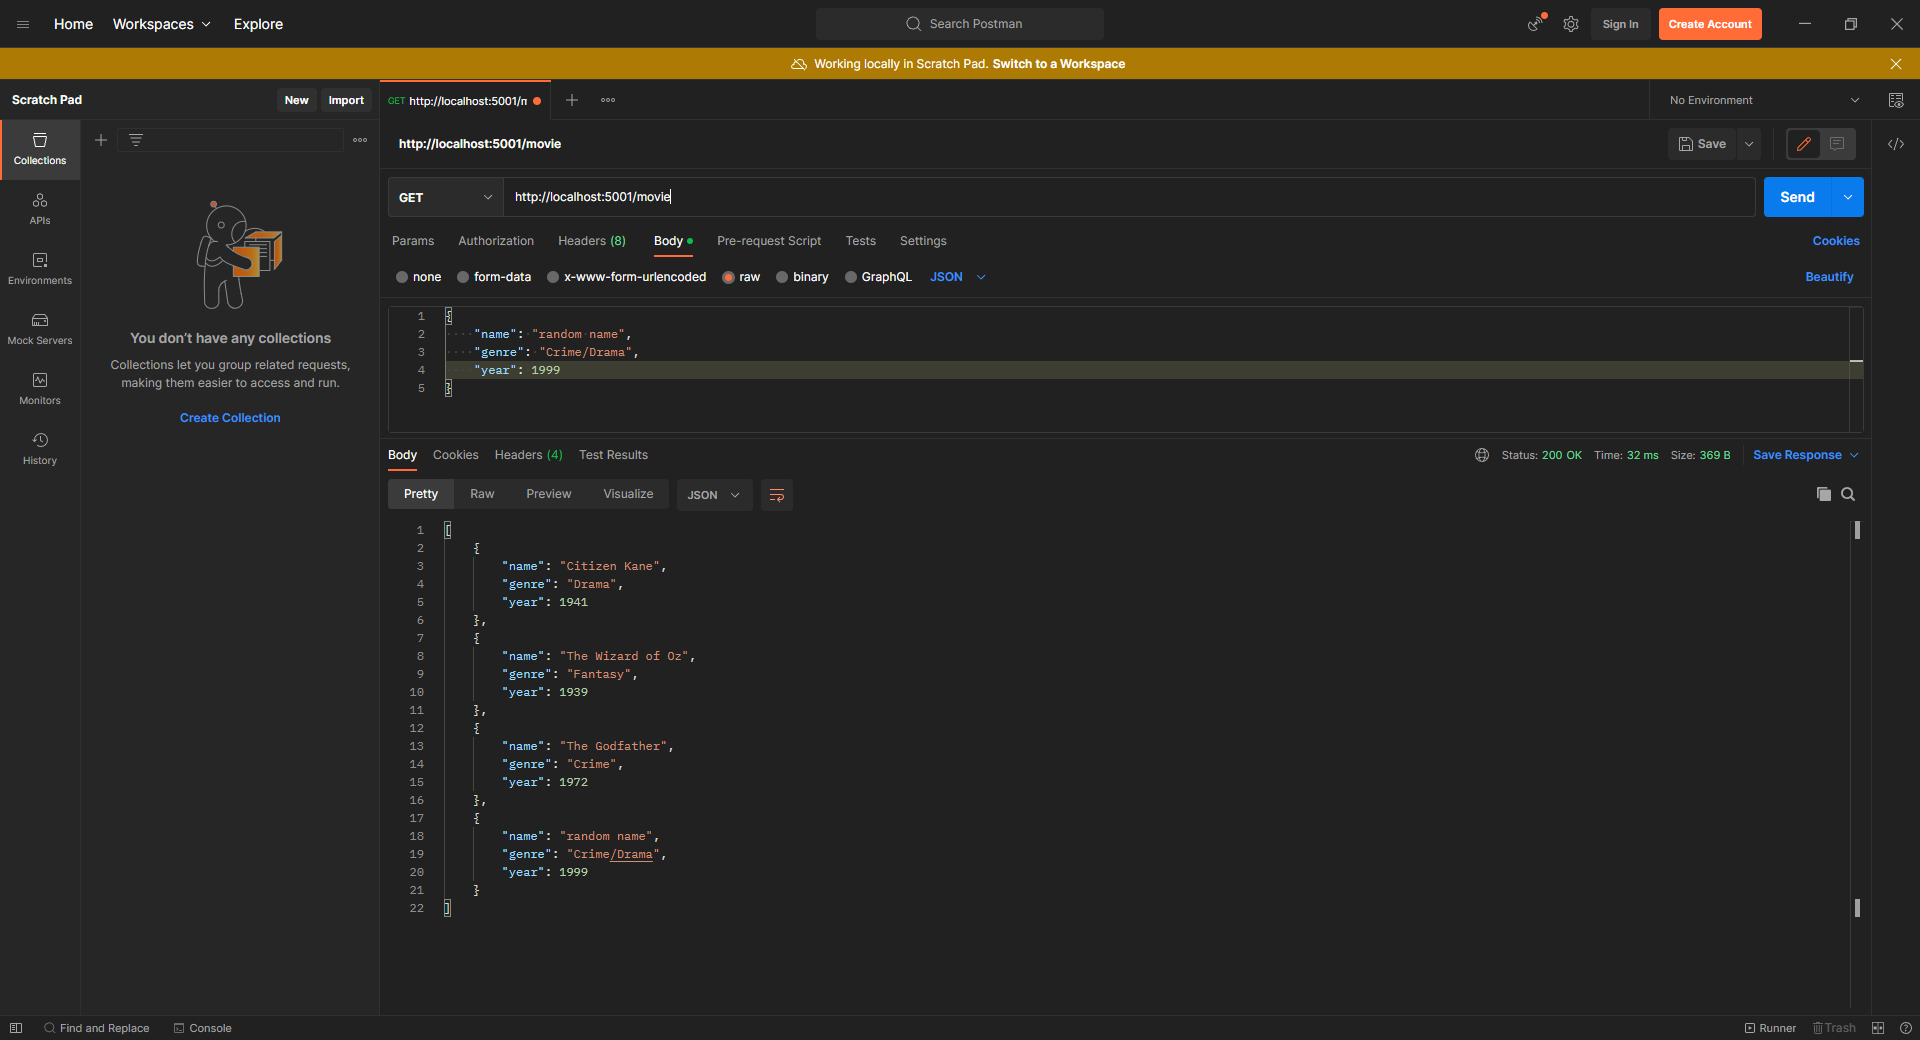 Home Workspaces Explore Search Postman Sign In Create Account
Working locally in Scratch Pad. Switch to a Workspace
Scratch Pad New Import GET http://localhost:5001/m No Environment
http://localhost:5001/movie Save
Collections
GET http://localhost:5001/movie Send
APIs
Params Authorization Headers (8) Body Pre-request Script Tests Settings Cookies
none form-data x-www-form-urlencoded raw binary GraphQL JSON Beautify
Environments
1 {
2 "name": "random name",
3 "genre": "Crime/Drama",
4 "year": 1999
5 }
Mock Servers
You don't have any collections
Collections let you group related requests,
making them easier to access and run.
Create Collection
Monitors
History
Body Cookies Headers (4) Test Results Status: 200 OK Time: 32 ms Size: 369 B Save Response
Pretty Raw Preview Visualize JSON
1 [
2 {
3 "name": "Citizen Kane",
4 "genre": "Drama",
5 "year": 1941
6 },
7 {
8 "name": "The Wizard of Oz",
9 "genre": "Fantasy",
10 "year": 1939
11 },
12 {
13 "name": "The Godfather",
14 "genre": "Crime",
15 "year": 1972
16 },
17 {
18 "name": "random name",
19 "genre": "Crime/Drama",
20 "year": 1999
21 }
22 ]
Find and Replace Console Runner Trash